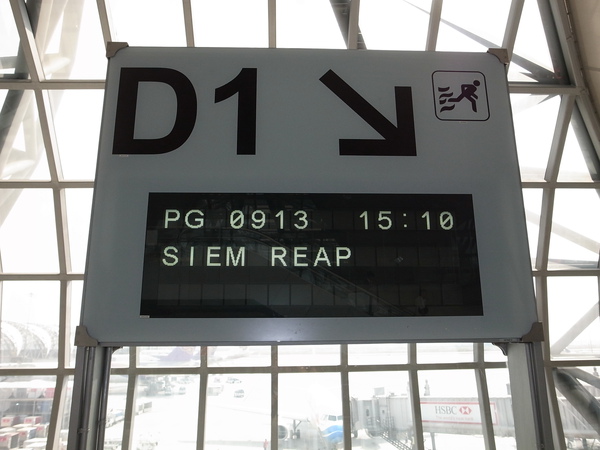 D1
PG 0913 15:10
SIEM REAP
HSBC